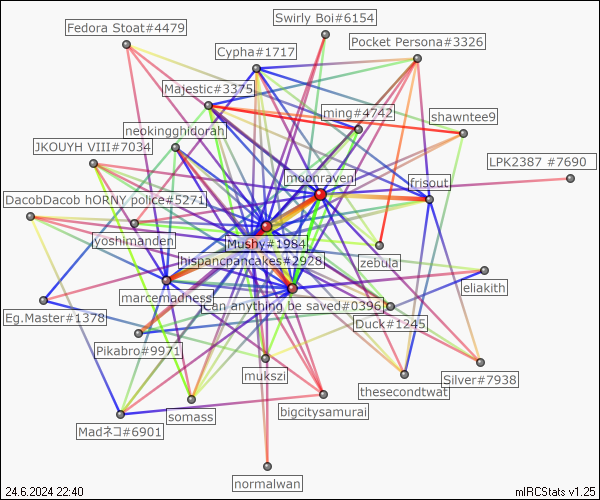 Swirly Boi#6154
Fedora Stoat#4479
Pocket Persona#3326
Cypha#1717
Majestic#3375
ming#4742
shawntee9
neokingghidorah
JKOUYH VIII#7034
LPK2387 #7690
moonraven
frisout
DacobDacob hORNY police#5271
yoshimanden
Mushy#1984
hispancpancakes#2928
zebula
eliakith
marcemadness
Can anything be saved#0396
Eg.Master#1378
Duck#1245
Pikabro#9971
mukszi
Silver#7938
thesecondtwat
somass
bigcitysamurai
Madネコ#6901
normalwan
24.6.2024 22:40
mIRCStats v1.25